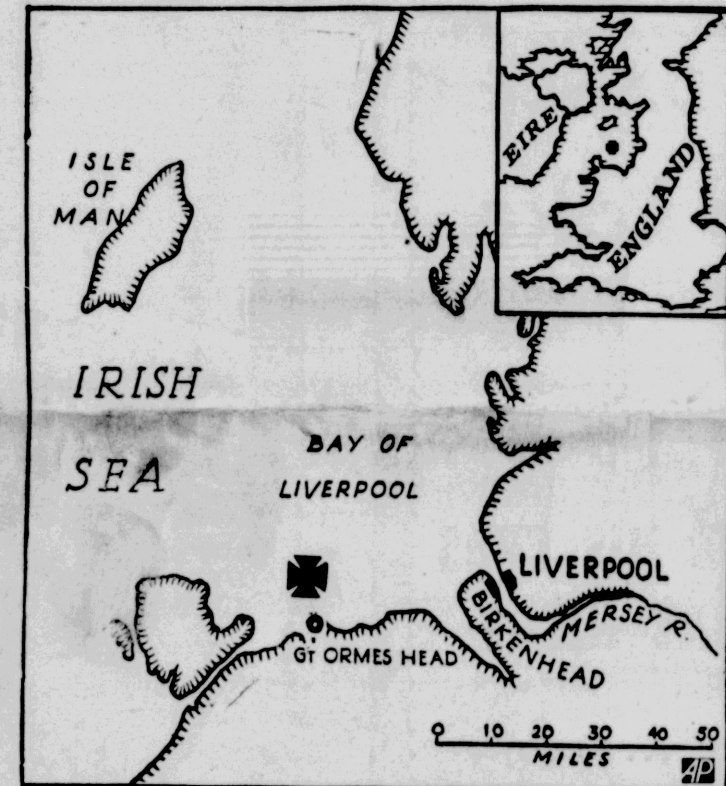 ISLE
OF
MAN
EIRE
ENGLAND
IRISH
SEA
BAY OF
LIVERPOOL
LIVERPOOL
BIRKENHEAD
MERSEY R.
GT ORMES HEAD
0 10 20 30 40 50
MILES
AP